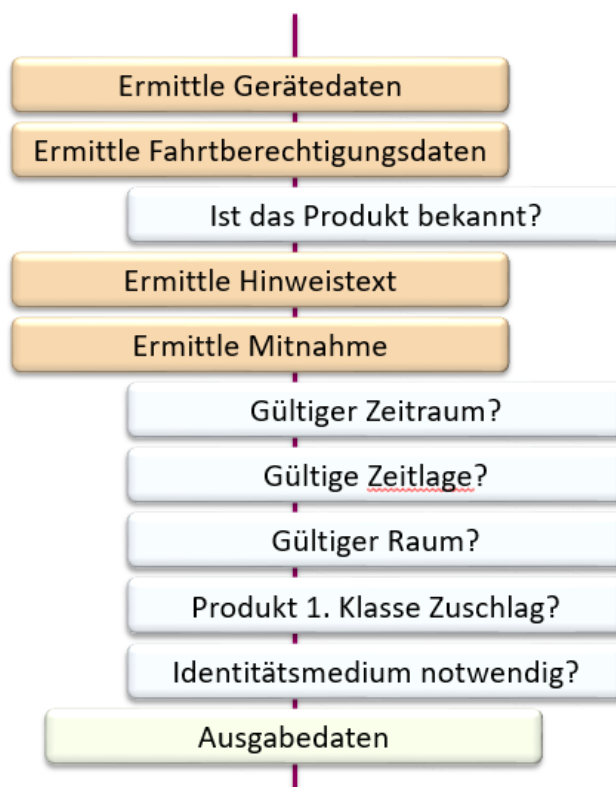 Ermittle Gerätedaten
Ermittle Fahrtberechtigungsdaten
Ist das Produkt bekannt?
Ermittle Hinweistext
Ermittle Mitnahme
Gültiger Zeitraum?
Gültige Zeitlage?
Gültiger Raum?
Produkt 1. Klasse Zuschlag?
Identitätsmedium notwendig?
Ausgabedaten